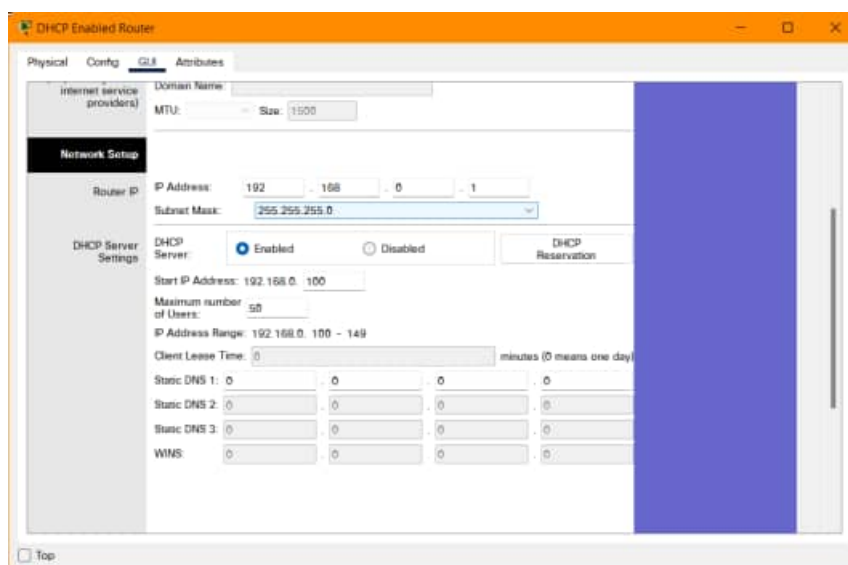 DHCP Enabled Router
Physical Config GUI Attributes
internet service
providers)
Domain Name:
MTU: Size: 1500
Network Setup
Router IP
IP Address: 192 . 168 . 0 . 1
Subnet Mask: 255.255.255.0
DHCP Server
Settings
DHCP
Server: Enabled Disabled DHCP
Reservation
Start IP Address: 192.168.0. 100
Maximum number
of Users: 50
IP Address Range: 192.168.0. 100 - 149
Client Lease Time: 0 minutes (0 means one day)
Static DNS 1: 0 . 0 . 0 . 0
Static DNS 2: 0 . 0 . 0 . 0
Static DNS 3: 0 . 0 . 0 . 0
WINS: 0 . 0 . 0 . 0
Top